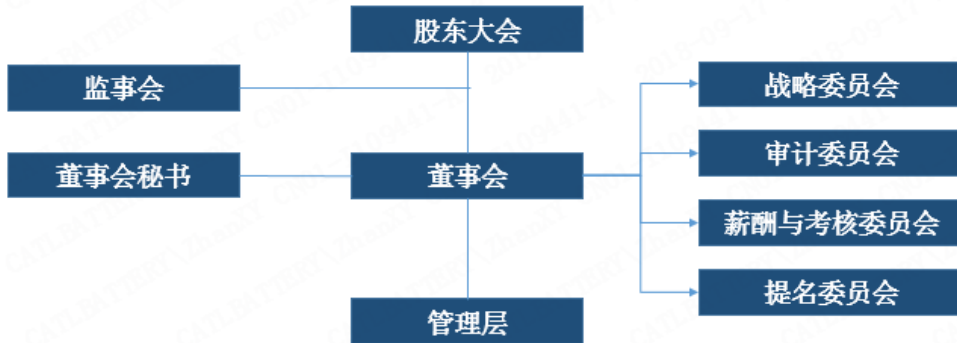 股东大会
监事会
战略委员会
审计委员会
董事会秘书
董事会
薪酬与考核委员会
提名委员会
管理层